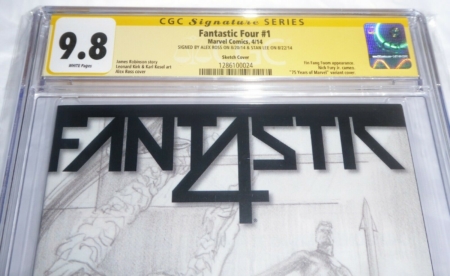 CGC Signature SERIES
9.8
WHITE Pages
Fantastic Four #1
Marvel Comics, 4/14
SIGNED BY ALEX ROSS ON 8/20/14 & STAN LEE ON 8/22/14
Sketch Cover
1286100024
James Robinson story
Leonard Kirk & Karl Kesel art
Alex Ross cover
Fin Fang Foom appearance.
Nick Fury Jr. cameo.
"75 Years of Marvel" variant cover.
FANTASTIC
4